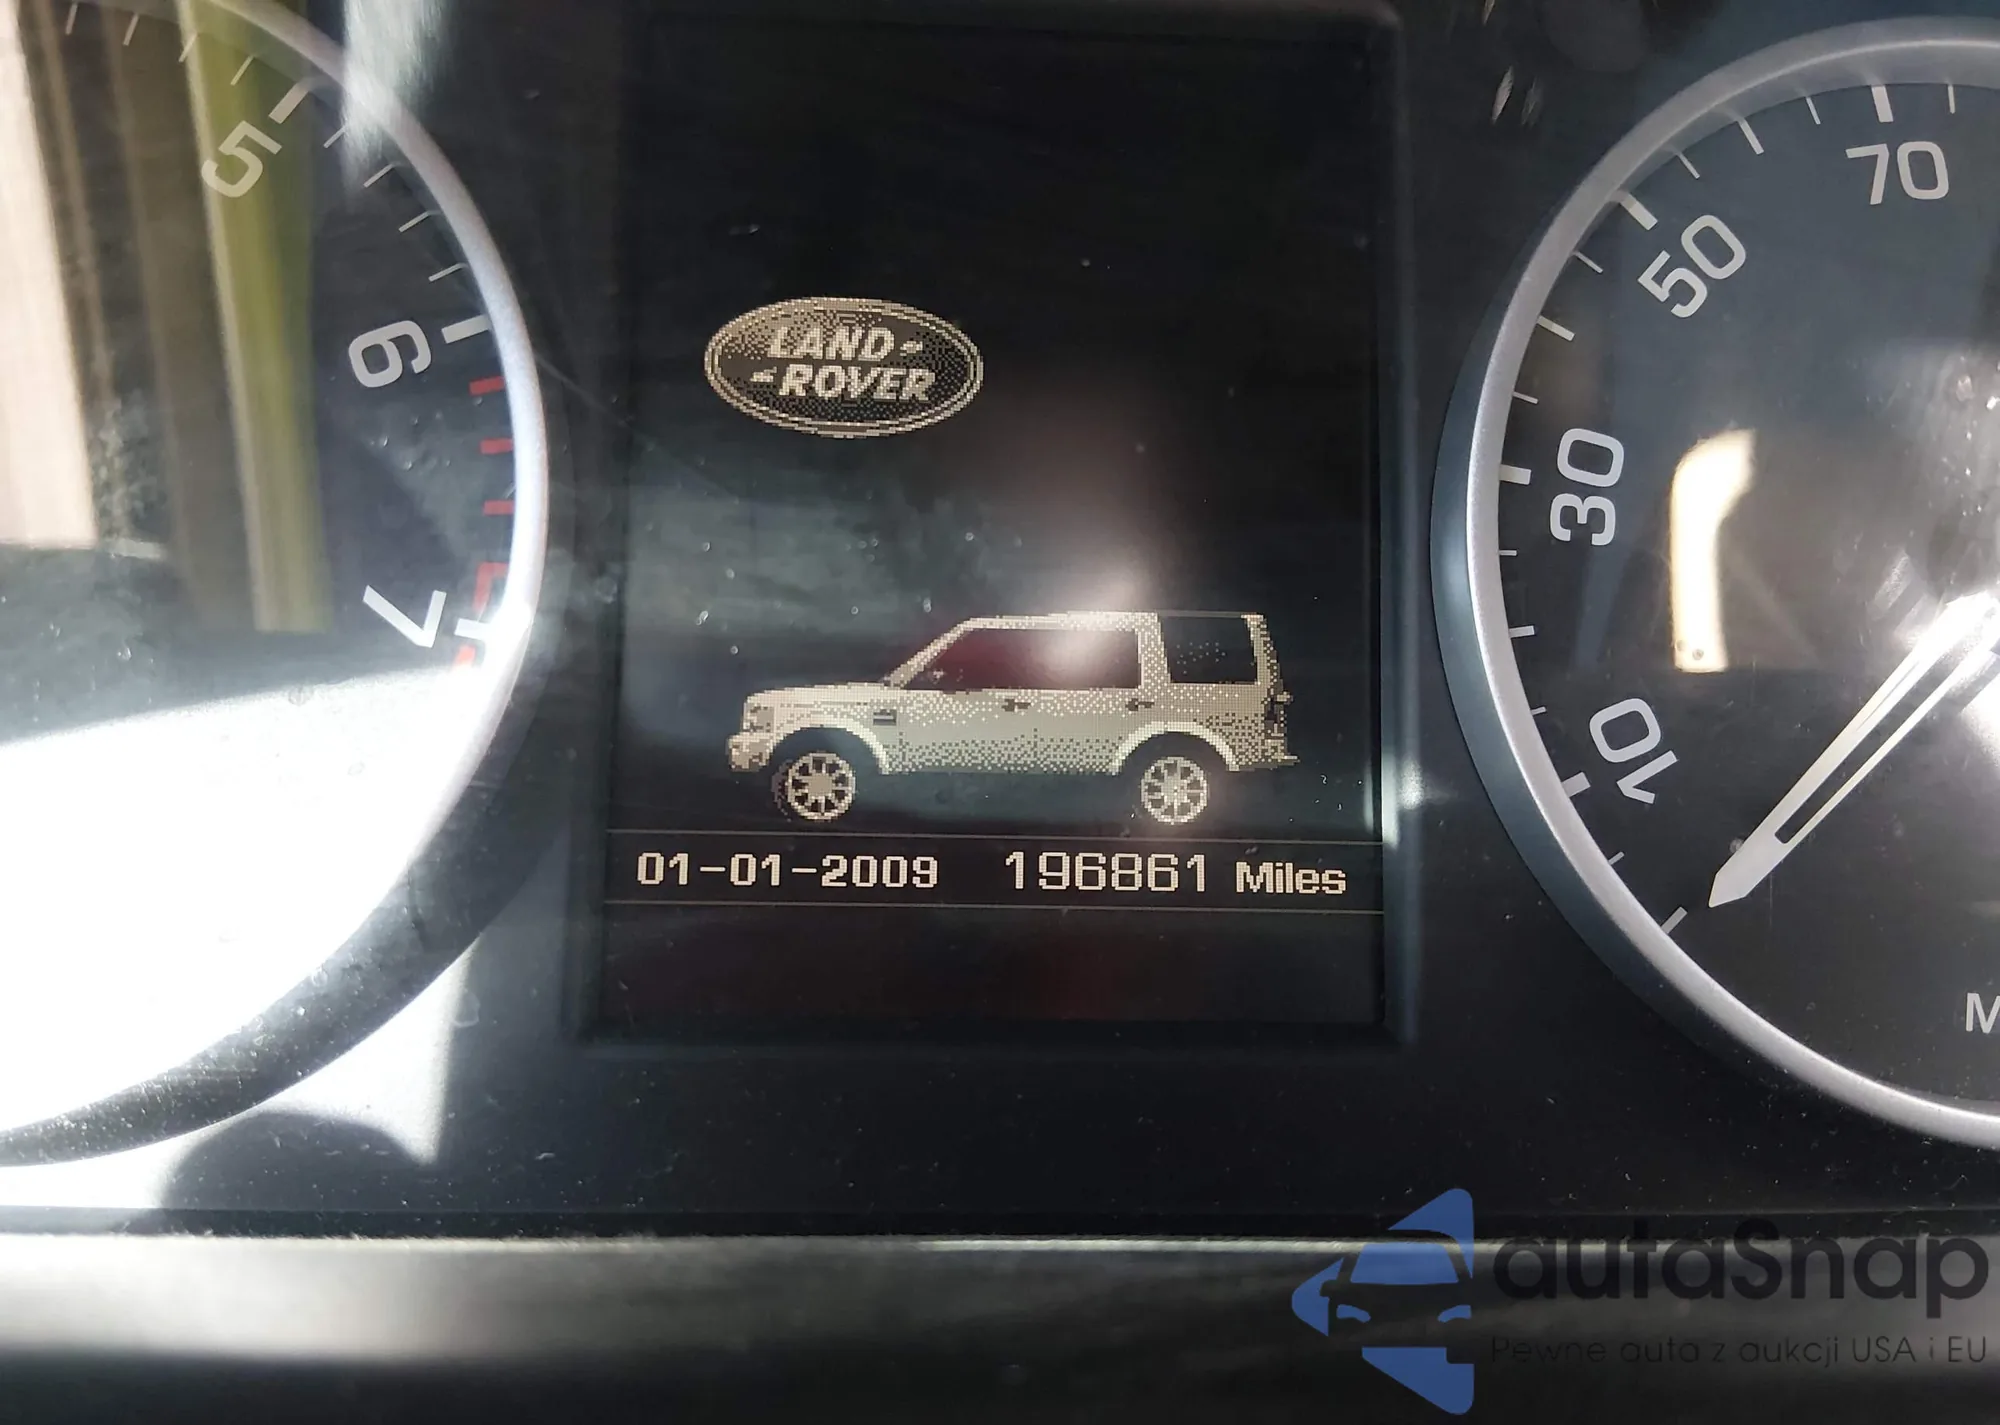 5
6
7
LAND-
-ROVER
01-01-2009 196861 Miles
70
50
30
10
M
autaSnap
Pewne auta z aukcji USA i EU